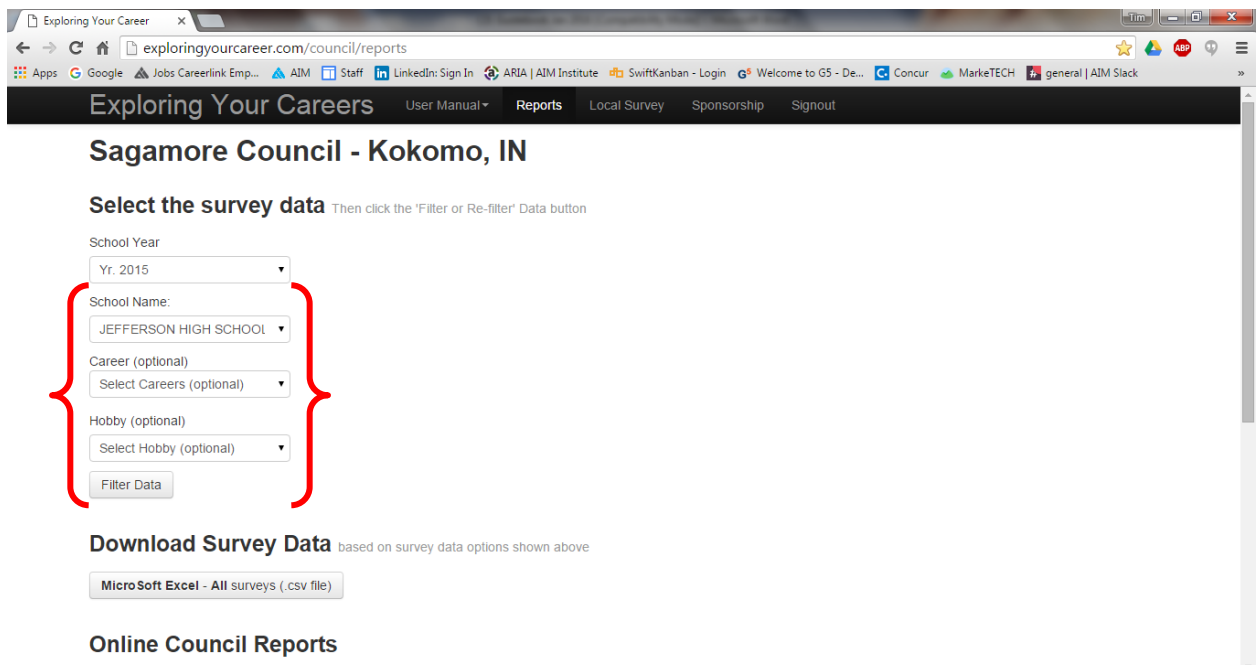 Exploring Your Career
Tim
exploringyourcareer.com/council/reports
ABP
Apps Google Jobs Careerlink Emp... AIM Staff LinkedIn: Sign In ARIA | AIM Institute SwiftKanban - Login Welcome to G5 - De... Concur MarkeTECH general | AIM Slack »
Exploring Your Careers User Manual Reports Local Survey Sponsorship Signout
Sagamore Council - Kokomo, IN
Select the survey data Then click the 'Filter or Re-filter' Data button
School Year
Yr. 2015
School Name:
JEFFERSON HIGH SCHOOL
Career (optional)
Select Careers (optional)
Hobby (optional)
Select Hobby (optional)
Filter Data
Download Survey Data based on survey data options shown above
MicroSoft Excel - All surveys (.csv file)
Online Council Reports